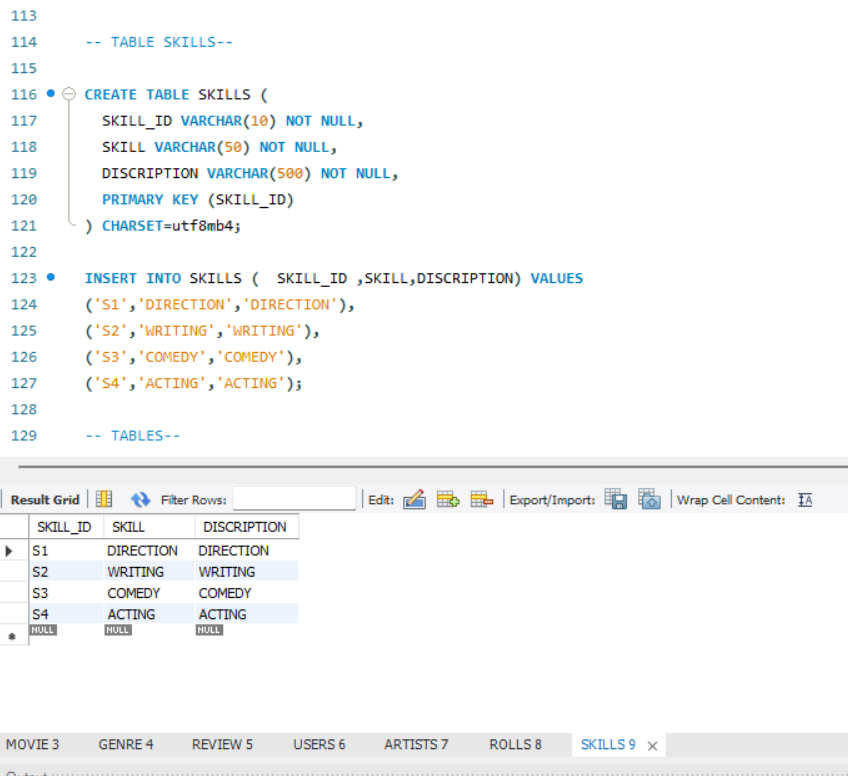 113
114 -- TABLE SKILLS--
115
116 CREATE TABLE SKILLS (
117 SKILL_ID VARCHAR(10) NOT NULL,
118 SKILL VARCHAR(50) NOT NULL,
119 DISCRIPTION VARCHAR(500) NOT NULL,
120 PRIMARY KEY (SKILL_ID)
121 ) CHARSET=utf8mb4;
122
123 INSERT INTO SKILLS (  SKILL_ID ,SKILL,DISCRIPTION) VALUES
124 ('S1','DIRECTION','DIRECTION'),
125 ('S2','WRITING','WRITING'),
126 ('S3','COMEDY','COMEDY'),
127 ('S4','ACTING','ACTING');
128
129 -- TABLES--
Result Grid Filter Rows: Edit: Export/Import: Wrap Cell Content: IA
SKILL_ID SKILL DISCRIPTION
S1 DIRECTION DIRECTION
S2 WRITING WRITING
S3 COMEDY COMEDY
S4 ACTING ACTING
NULL NULL NULL
MOVIE 3 GENRE 4 REVIEW 5 USERS 6 ARTISTS 7 ROLLS 8 SKILLS 9 ×
Output